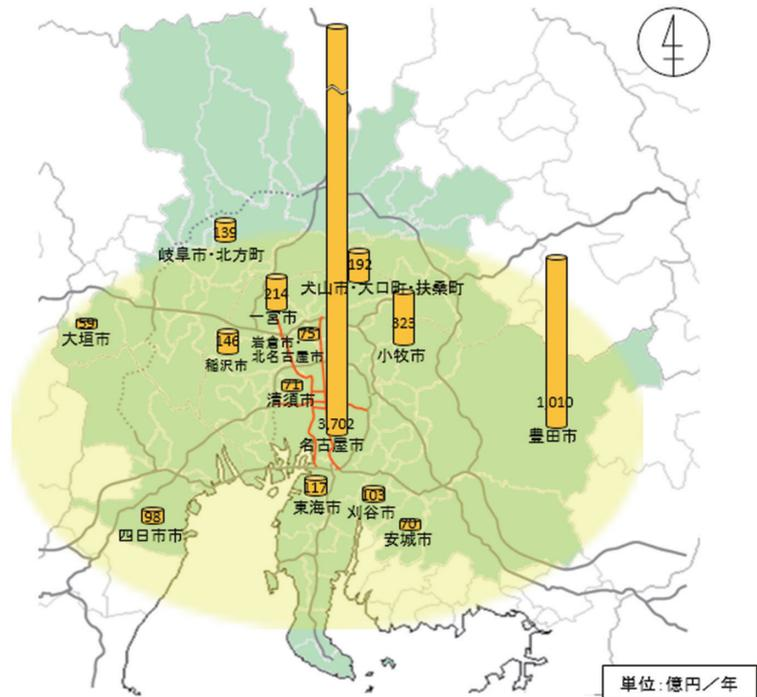 139
岐阜市・北方町
192
犬山市・大口町・扶桑町
214
一宮市
59
大垣市
146
稲沢市
75
岩倉市・
北名古屋市
323
小牧市
71
清須市
3,702
名古屋市
1,010
豊田市
117
東海市
103
刈谷市
98
四日市市
70
安城市
単位:億円/年